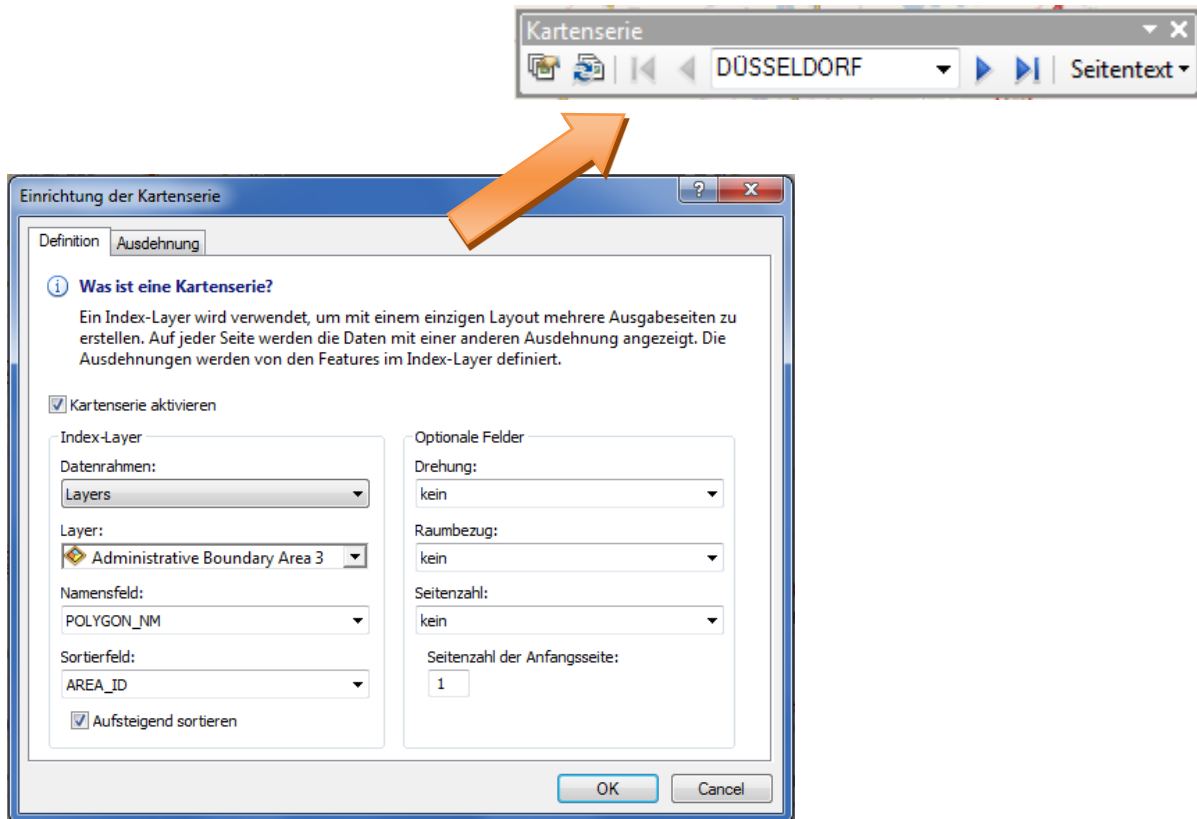 Kartenserie
DÜSSELDORF
Seitentext
Einrichtung der Kartenserie
Definition Ausdehnung
Was ist eine Kartenserie?
Ein Index-Layer wird verwendet, um mit einem einzigen Layout mehrere Ausgabeseiten zu
erstellen. Auf jeder Seite werden die Daten mit einer anderen Ausdehnung angezeigt. Die
Ausdehnungen werden von den Features im Index-Layer definiert.
Kartenserie aktivieren
Index-Layer
Datenrahmen:
Layers
Layer:
Administrative Boundary Area 3
Namensfeld:
POLYGON_NM
Sortierfeld:
AREA_ID
Aufsteigend sortieren
Optionale Felder
Drehung:
kein
Raumbezug:
kein
Seitenzahl:
kein
Seitenzahl der Anfangsseite:
1
OK Cancel